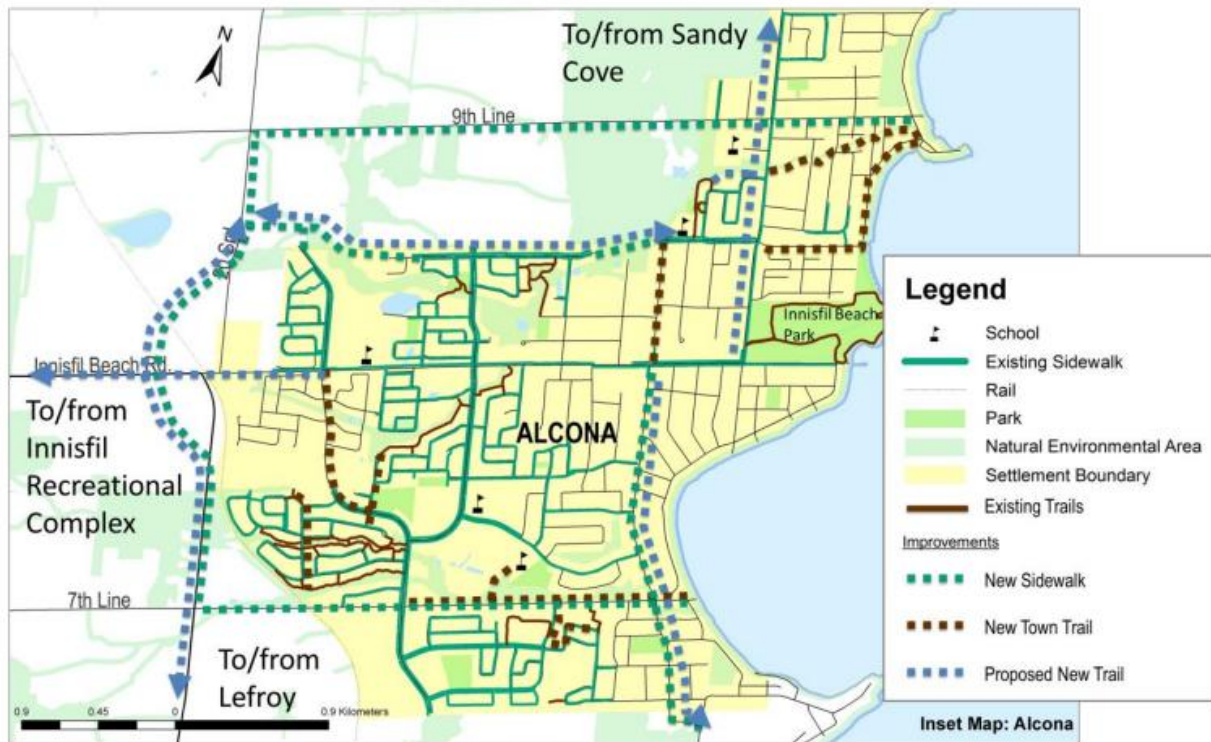 N
To/from Sandy
Cove
9th Line
20 SRd
Innisfil Beach
Park
Innisfil Beach Rd.
To/from
Innisfil
Recreational
Complex
ALCONA
7th Line
To/from
Lefroy
0.9
0.45
0
0.9 Kilometers
Legend
School
Existing Sidewalk
Rail
Park
Natural Environmental Area
Settlement Boundary
Existing Trails
Improvements
New Sidewalk
New Town Trail
Proposed New Trail
Inset Map: Alcona